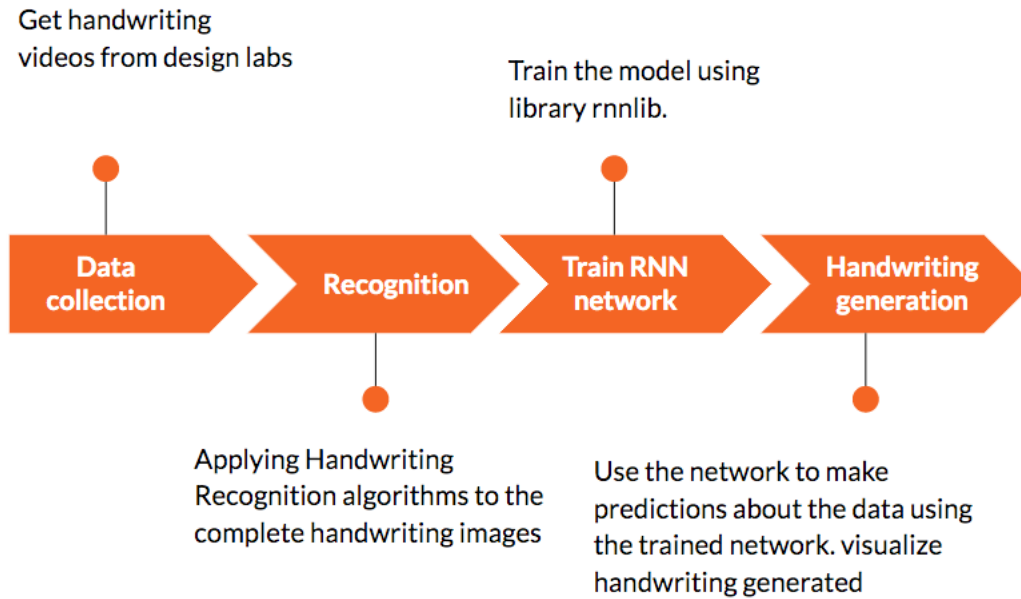 Get handwriting
videos from design labs
Train the model using
library rnnlib.
Data
collection
Recognition
Train RNN
network
Handwriting
generation
Applying Handwriting
Recognition algorithms to the
complete handwriting images
Use the network to make
predictions about the data using
the trained network. visualize
handwriting generated